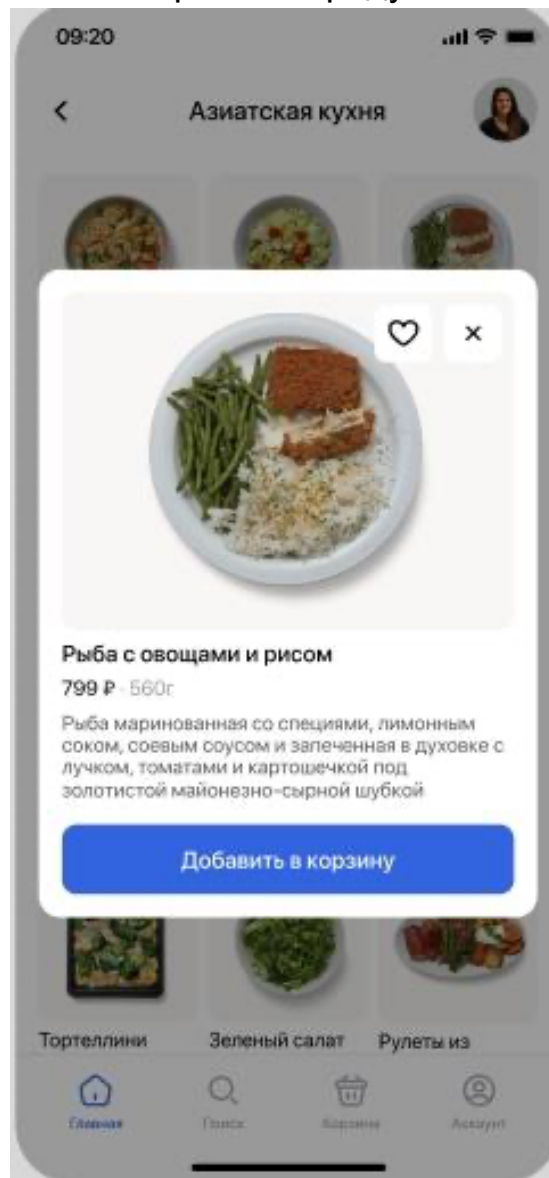 09:20
Азиатская кухня
Рыба с овощами и рисом
799 ₽ · 560г
Рыба маринованная со специями, лимонным
соком, соевым соусом и запеченная в духовке с
лучком, томатами и картошечкой под
золотистой майонезно-сырной шубкой
Добавить в корзину
Тортеллини Зеленый салат Рулеты из
Главная Поиск Корзина Аккаунт